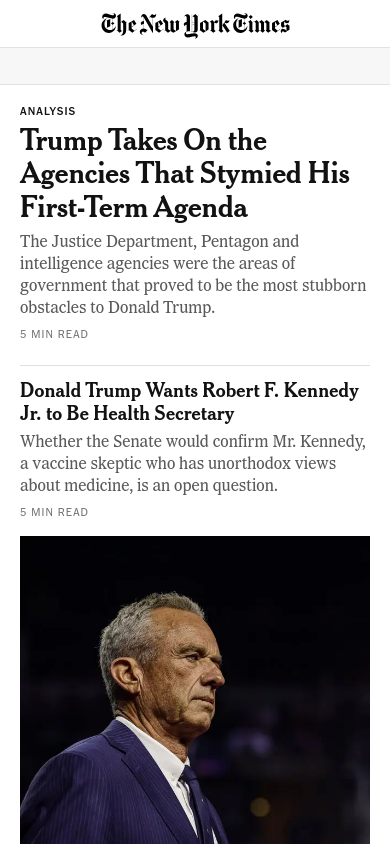 The New York Times
ANALYSIS
Trump Takes On the
Agencies That Stymied His
First-Term Agenda
The Justice Department, Pentagon and
intelligence agencies were the areas of
government that proved to be the most stubborn
obstacles to Donald Trump.
5 MIN READ
Donald Trump Wants Robert F. Kennedy
Jr. to Be Health Secretary
Whether the Senate would confirm Mr. Kennedy,
a vaccine skeptic who has unorthodox views
about medicine, is an open question.
5 MIN READ